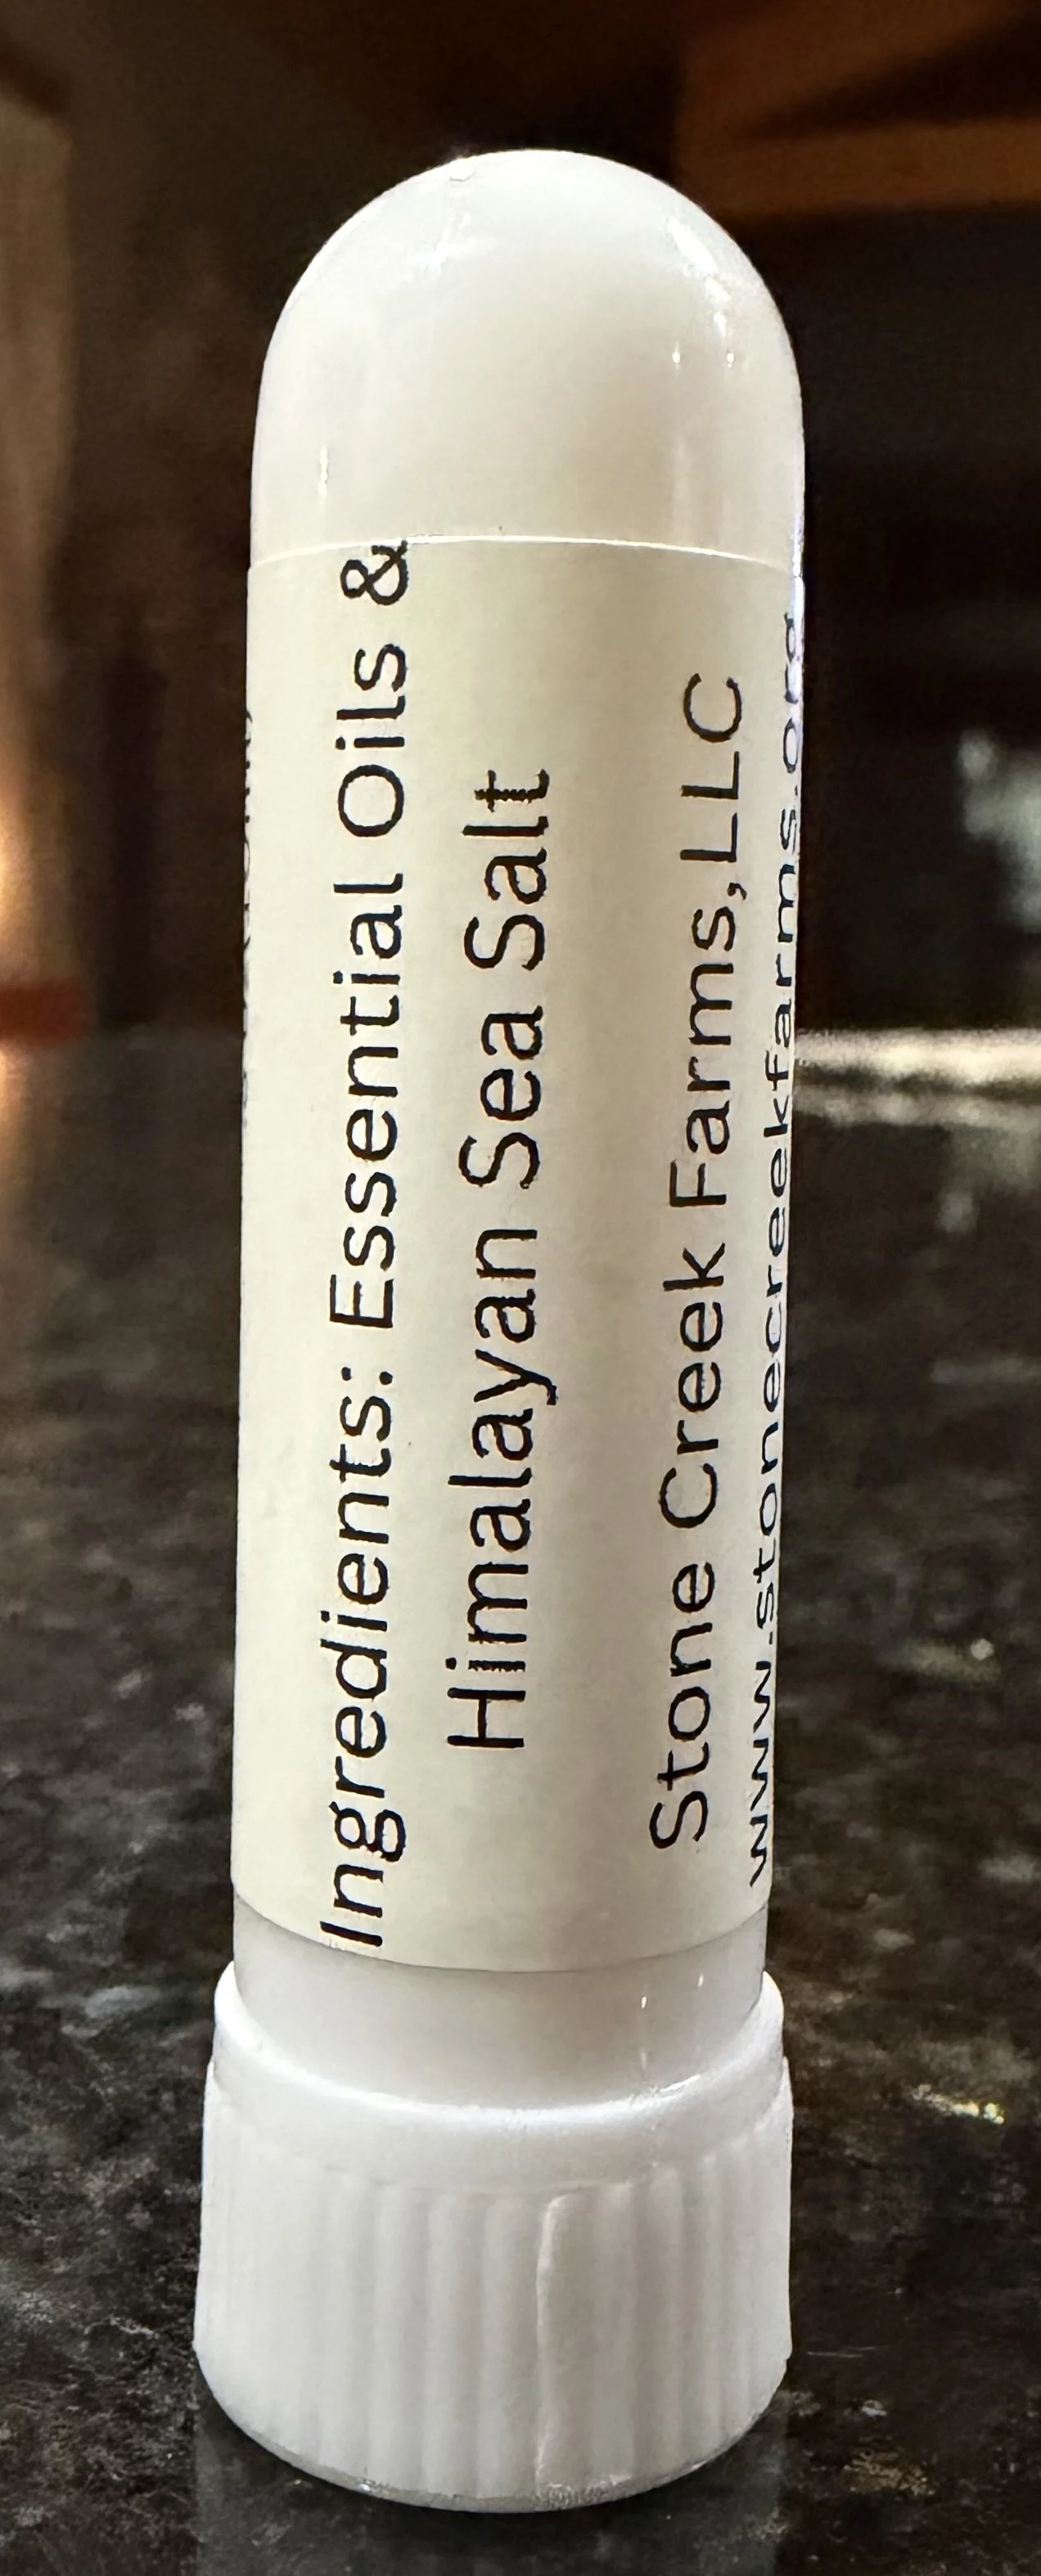 Ingredients: Essential Oils &
Himalayan Sea Salt
Stone Creek Farms,LLC
www.stonecreekfarms.org